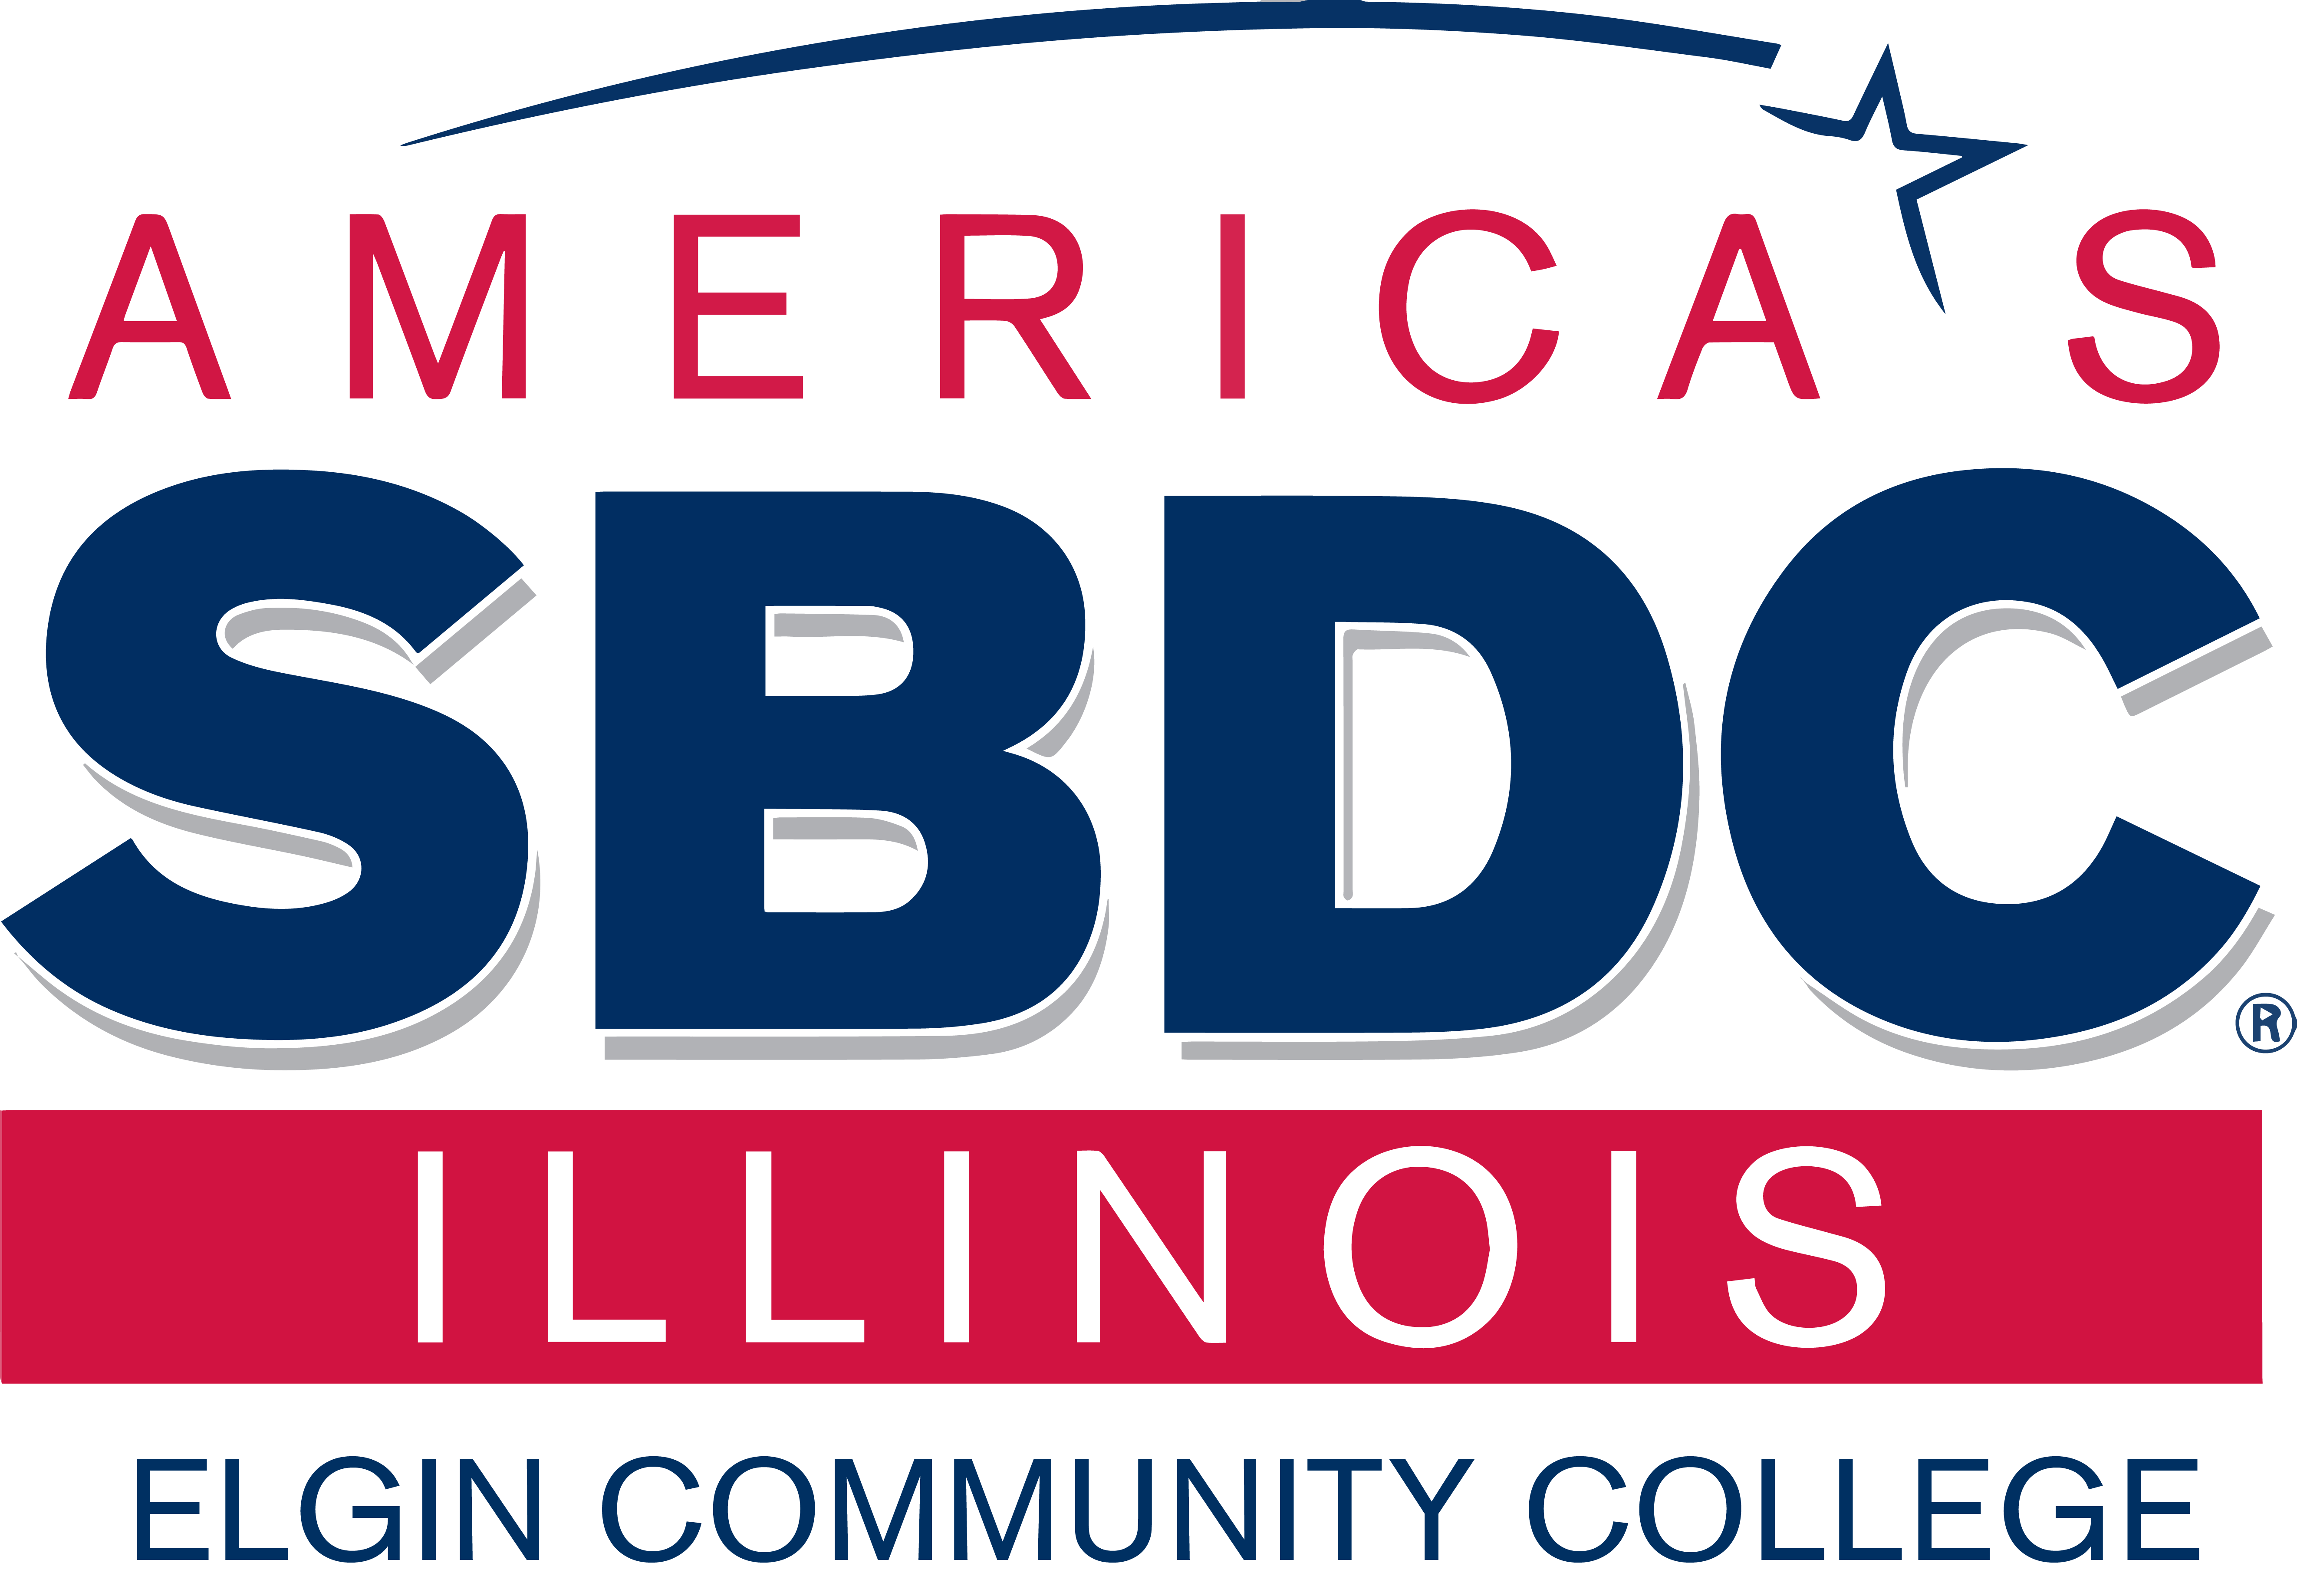 AMERICA'S
SBDC®
ILLINOIS
ELGIN COMMUNITY COLLEGE